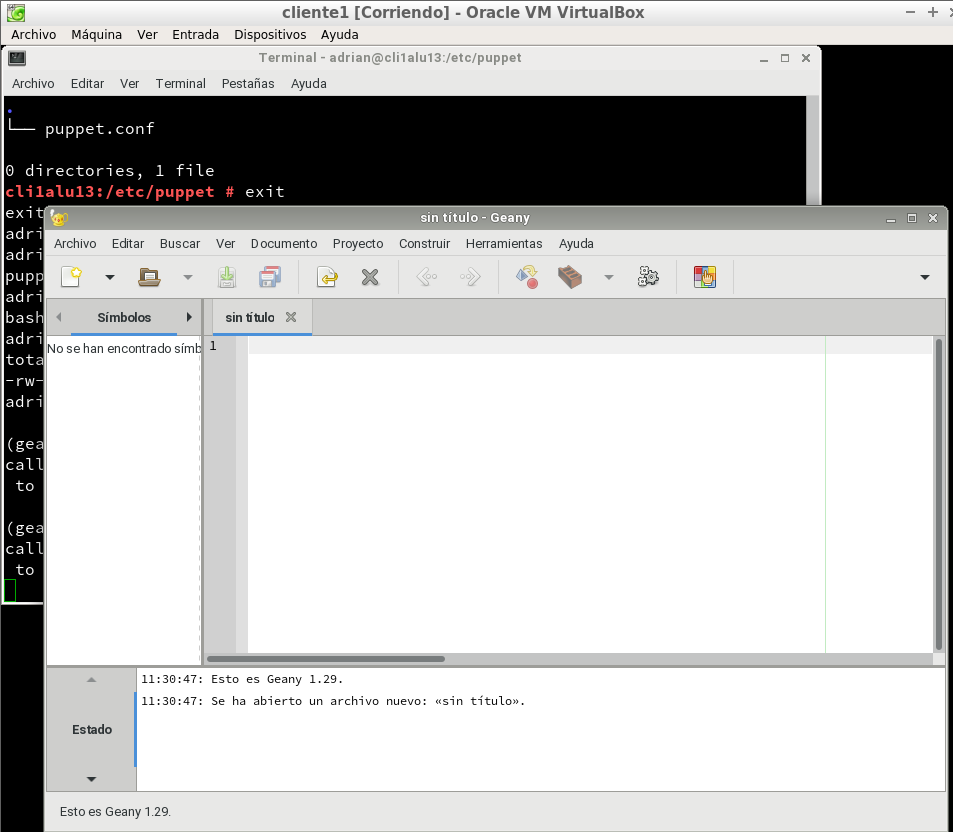 cliente1 [Corriendo] - Oracle VM VirtualBox
Archivo Máquina Ver Entrada Dispositivos Ayuda
Terminal - adrian@cli1alu13:/etc/puppet
Archivo Editar Ver Terminal Pestañas Ayuda
.
└── puppet.conf
0 directories, 1 file
cli1alu13:/etc/puppet # exit
exit
adri
adri
pupp
adri
bash
adri
tota
-rw-
adri
(gea
call
to
(gea
call
to
sin título - Geany
Archivo Editar Buscar Ver Documento Proyecto Construir Herramientas Ayuda
Símbolos
sin título
No se han encontrado símb
1
11:30:47: Esto es Geany 1.29.
11:30:47: Se ha abierto un archivo nuevo: «sin título».
Estado
Esto es Geany 1.29.